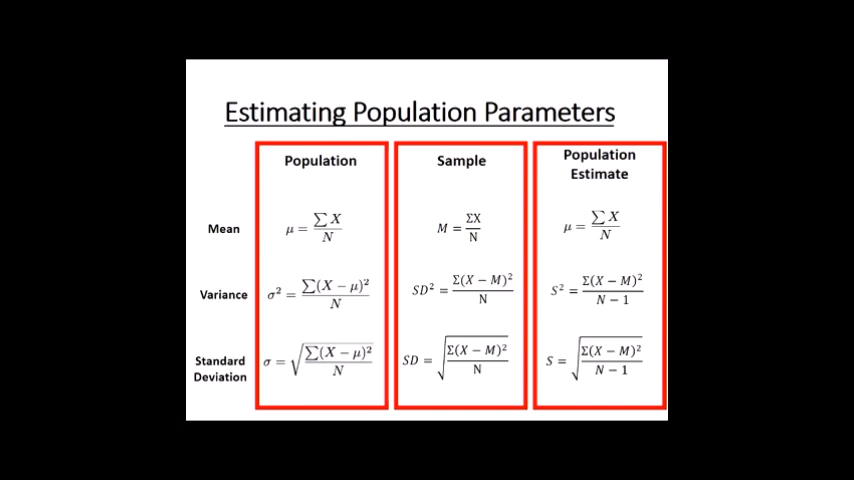 Estimating Population Parameters
Population Sample Population Estimate
Mean μ = ∑X/N M = ΣX/N μ = ∑X/N
Variance σ² = ∑(X − μ)²/N SD² = Σ(X − M)²/N S² = Σ(X − M)²/N − 1
Standard Deviation σ = √∑(X − μ)²/N SD = √Σ(X − M)²/N S = √Σ(X − M)²/N − 1